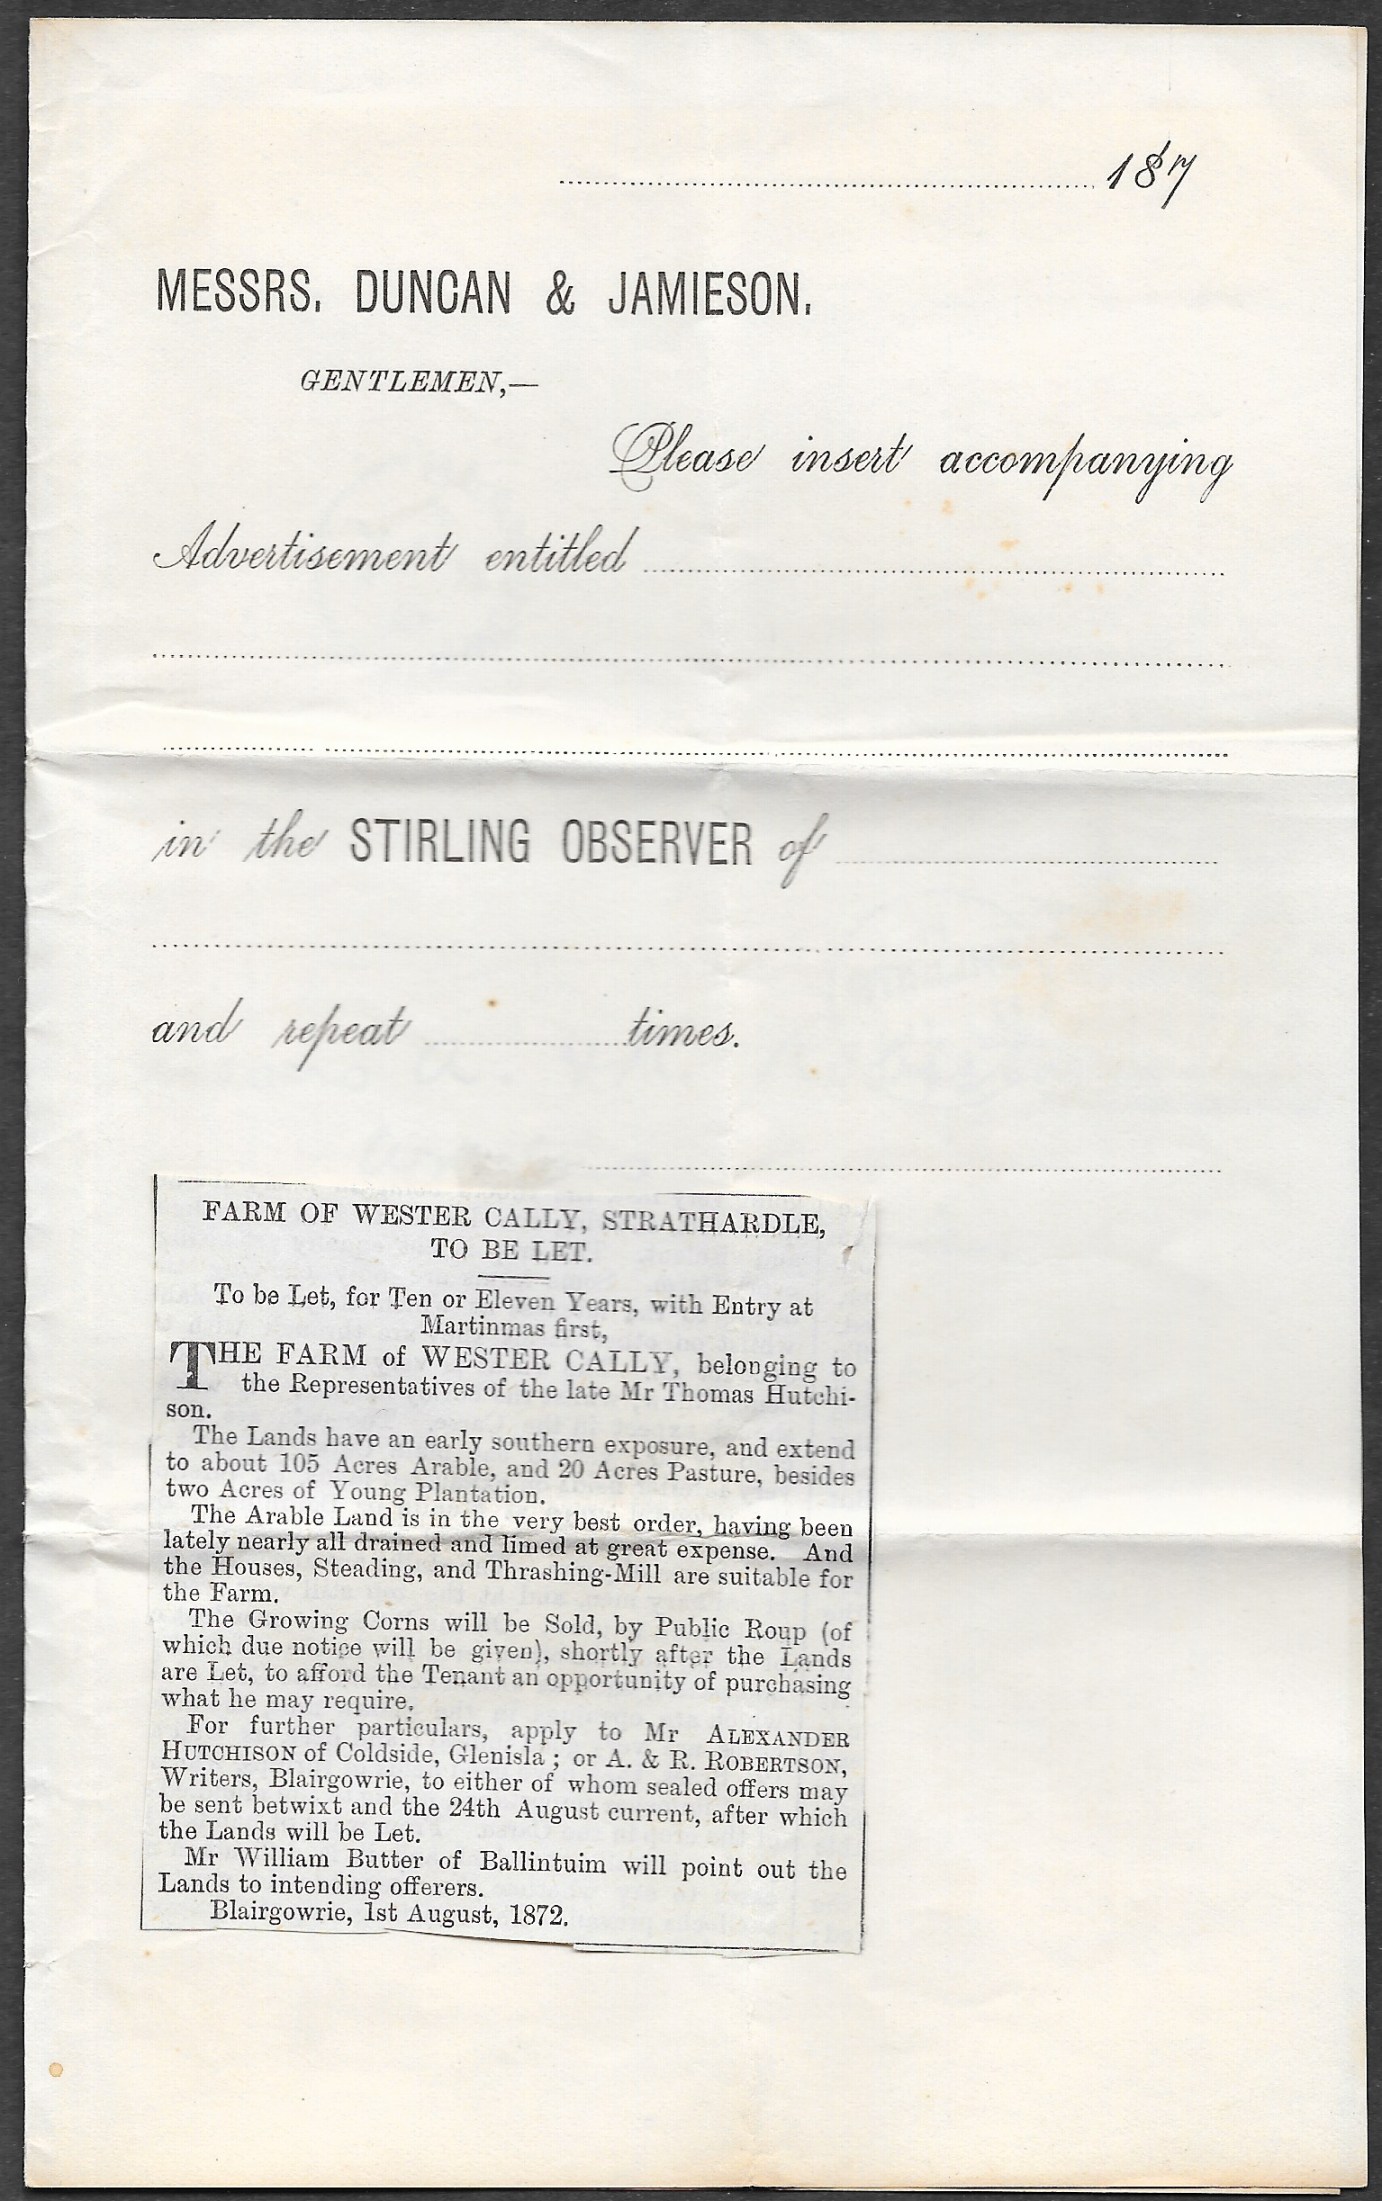 187
MESSRS. DUNCAN & JAMIESON.
GENTLEMEN,—
Please insert accompanying
Advertisement entitled
in the STIRLING OBSERVER of
and repeat times.
FARM OF WESTER CALLY, STRATHARDLE,
TO BE LET.
To be Let, for Ten or Eleven Years, with Entry at
Martinmas first,
THE FARM of WESTER CALLY, belonging to
the Representatives of the late Mr Thomas Hutchi-
son.
The Lands have an early southern exposure, and extend
to about 105 Acres Arable, and 20 Acres Pasture, besides
two Acres of Young Plantation.
The Arable Land is in the very best order, having been
lately nearly all drained and limed at great expense. And
the Houses, Steading, and Thrashing-Mill are suitable for
the Farm.
The Growing Corns will be Sold, by Public Roup (of
which due notice will be given), shortly after the Lands
are Let, to afford the Tenant an opportunity of purchasing
what he may require.
For further particulars, apply to Mr ALEXANDER
HUTCHISON of Coldside, Glenisla; or A. & R. ROBERTSON,
Writers, Blairgowrie, to either of whom sealed offers may
be sent betwixt and the 24th August current, after which
the Lands will be Let.
Mr William Butter of Ballintuim will point out the
Lands to intending offerers.
Blairgowrie, 1st August, 1872.